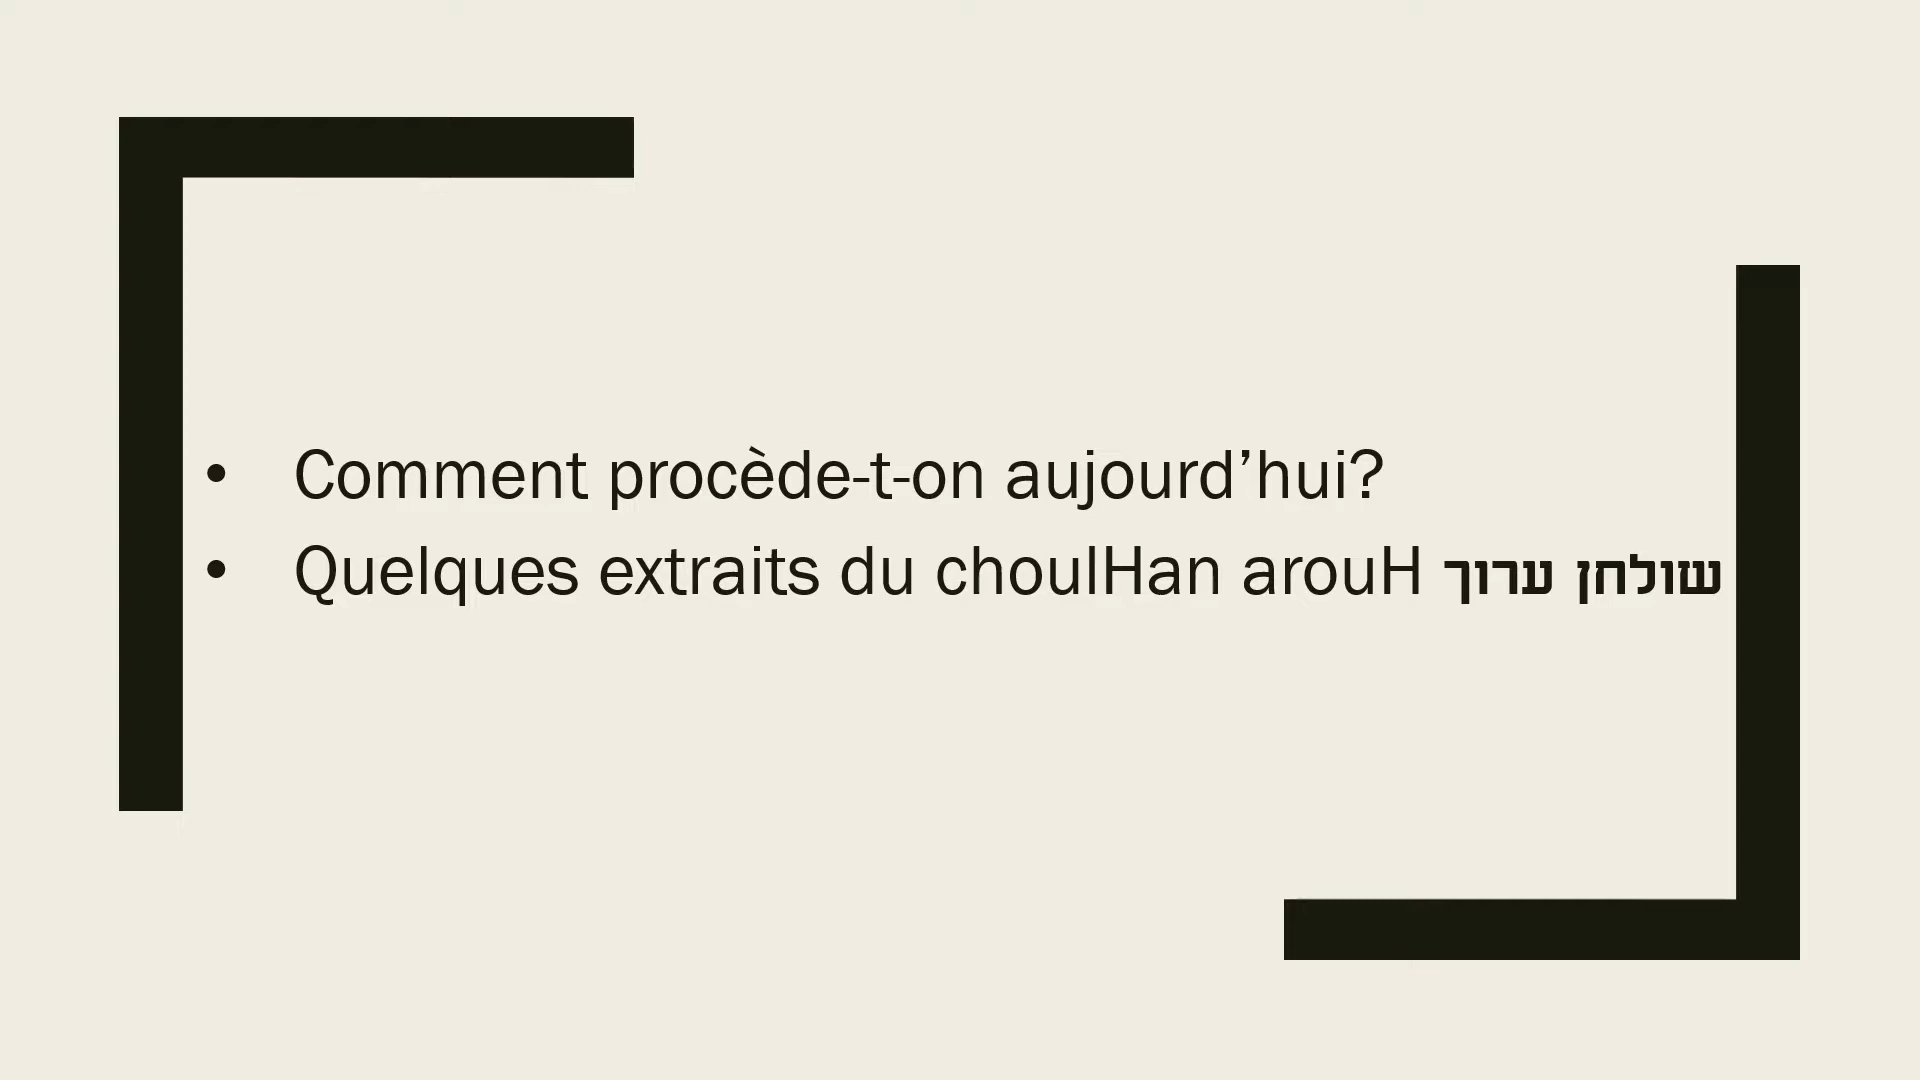 • Comment procède-t-on aujourd’hui?
• Quelques extraits du choulHan arouH שולחן ערוך